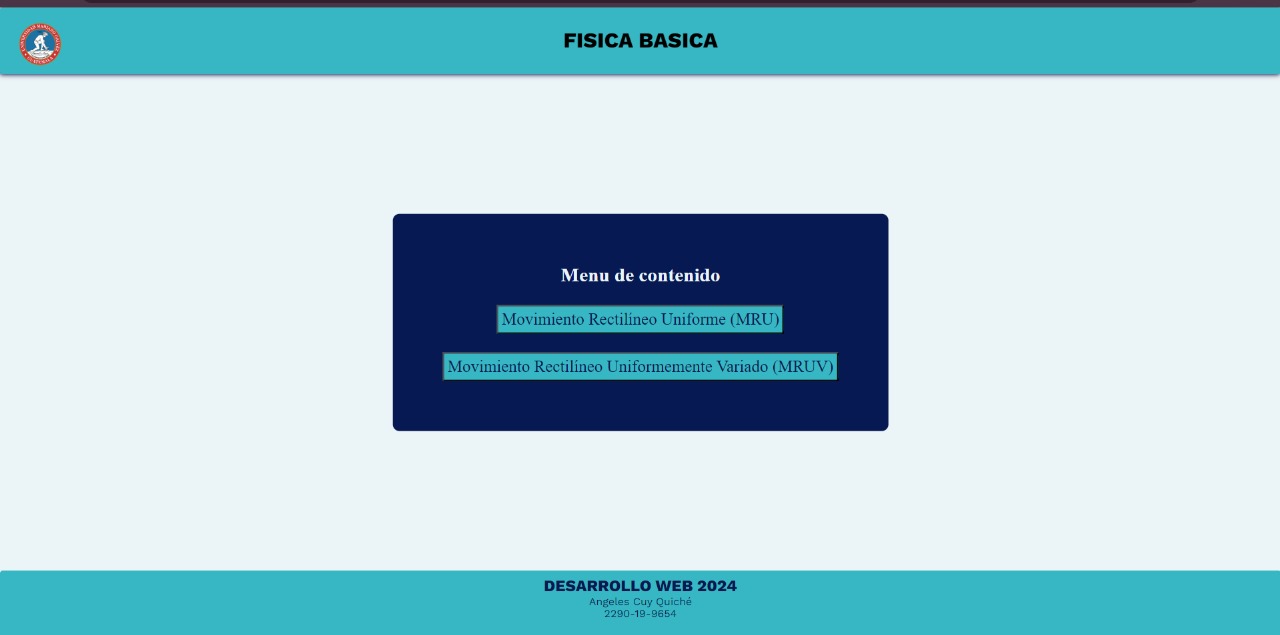 FISICA BASICA
Menu de contenido
Movimiento Rectilíneo Uniforme (MRU)
Movimiento Rectilíneo Uniformemente Variado (MRUV)
DESARROLLO WEB 2024
Angeles Cuy Quiché
2290-19-9654